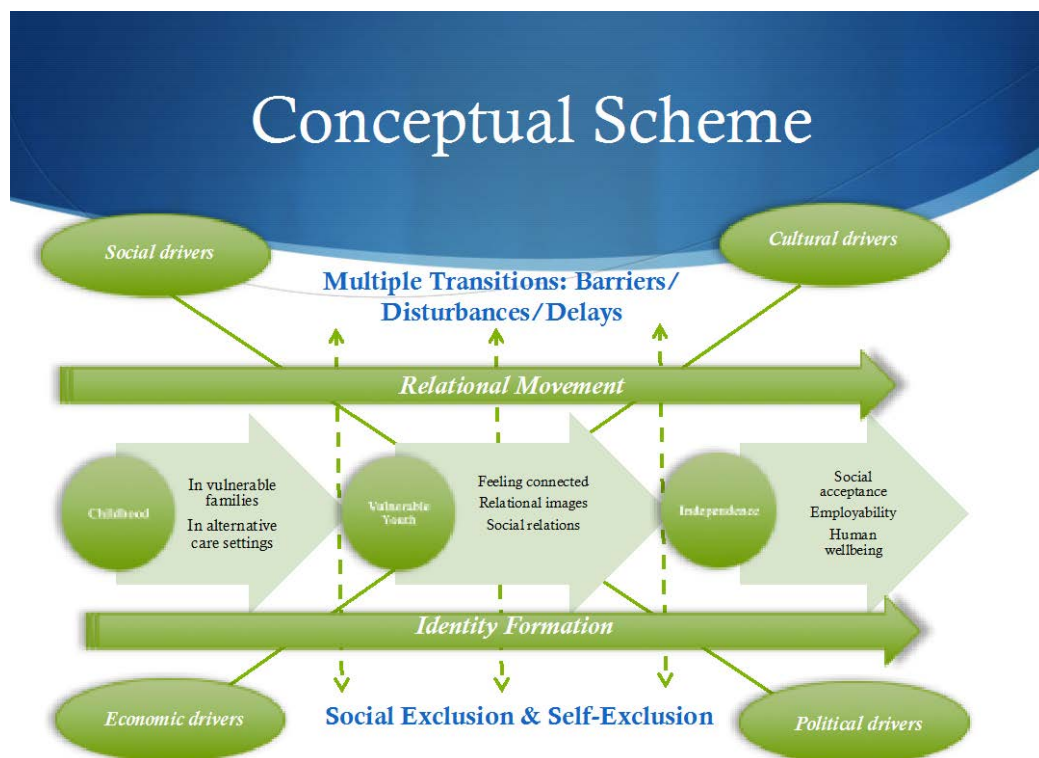 Conceptual Scheme
Social drivers
Cultural drivers
Multiple Transitions: Barriers/
Disturbances/Delays
Relational Movement
Childhood
In vulnerable
families
In alternative
care settings
Vulnerable
Youth
Feeling connected
Relational images
Social relations
Independence
Social
acceptance
Employability
Human
wellbeing
Identity Formation
Economic drivers
Social Exclusion & Self-Exclusion
Political drivers